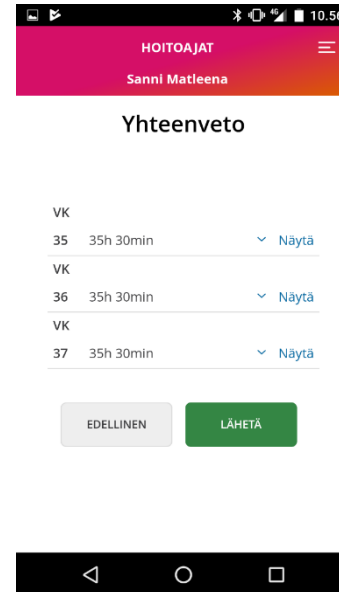 4G 10.56
HOITOAJAT
Sanni Matleena
Yhteenveto
VK
35 35h 30min Näytä
VK
36 35h 30min Näytä
VK
37 35h 30min Näytä
EDELLINEN LÄHETÄ